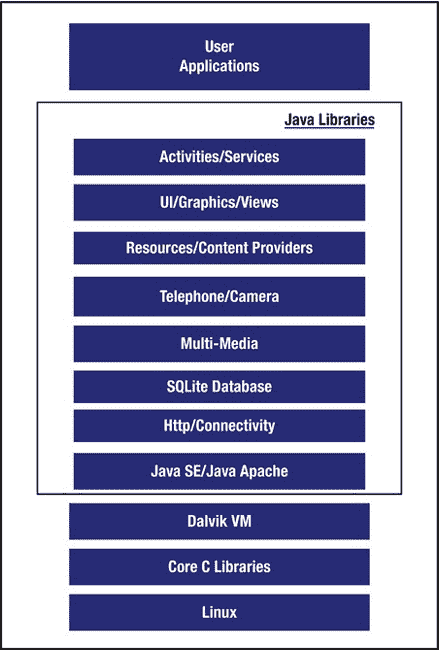 User
Applications
Java Libraries
Activities/Services
UI/Graphics/Views
Resources/Content Providers
Telephone/Camera
Multi-Media
SQLite Database
Http/Connectivity
Java SE/Java Apache
Dalvik VM
Core C Libraries
Linux